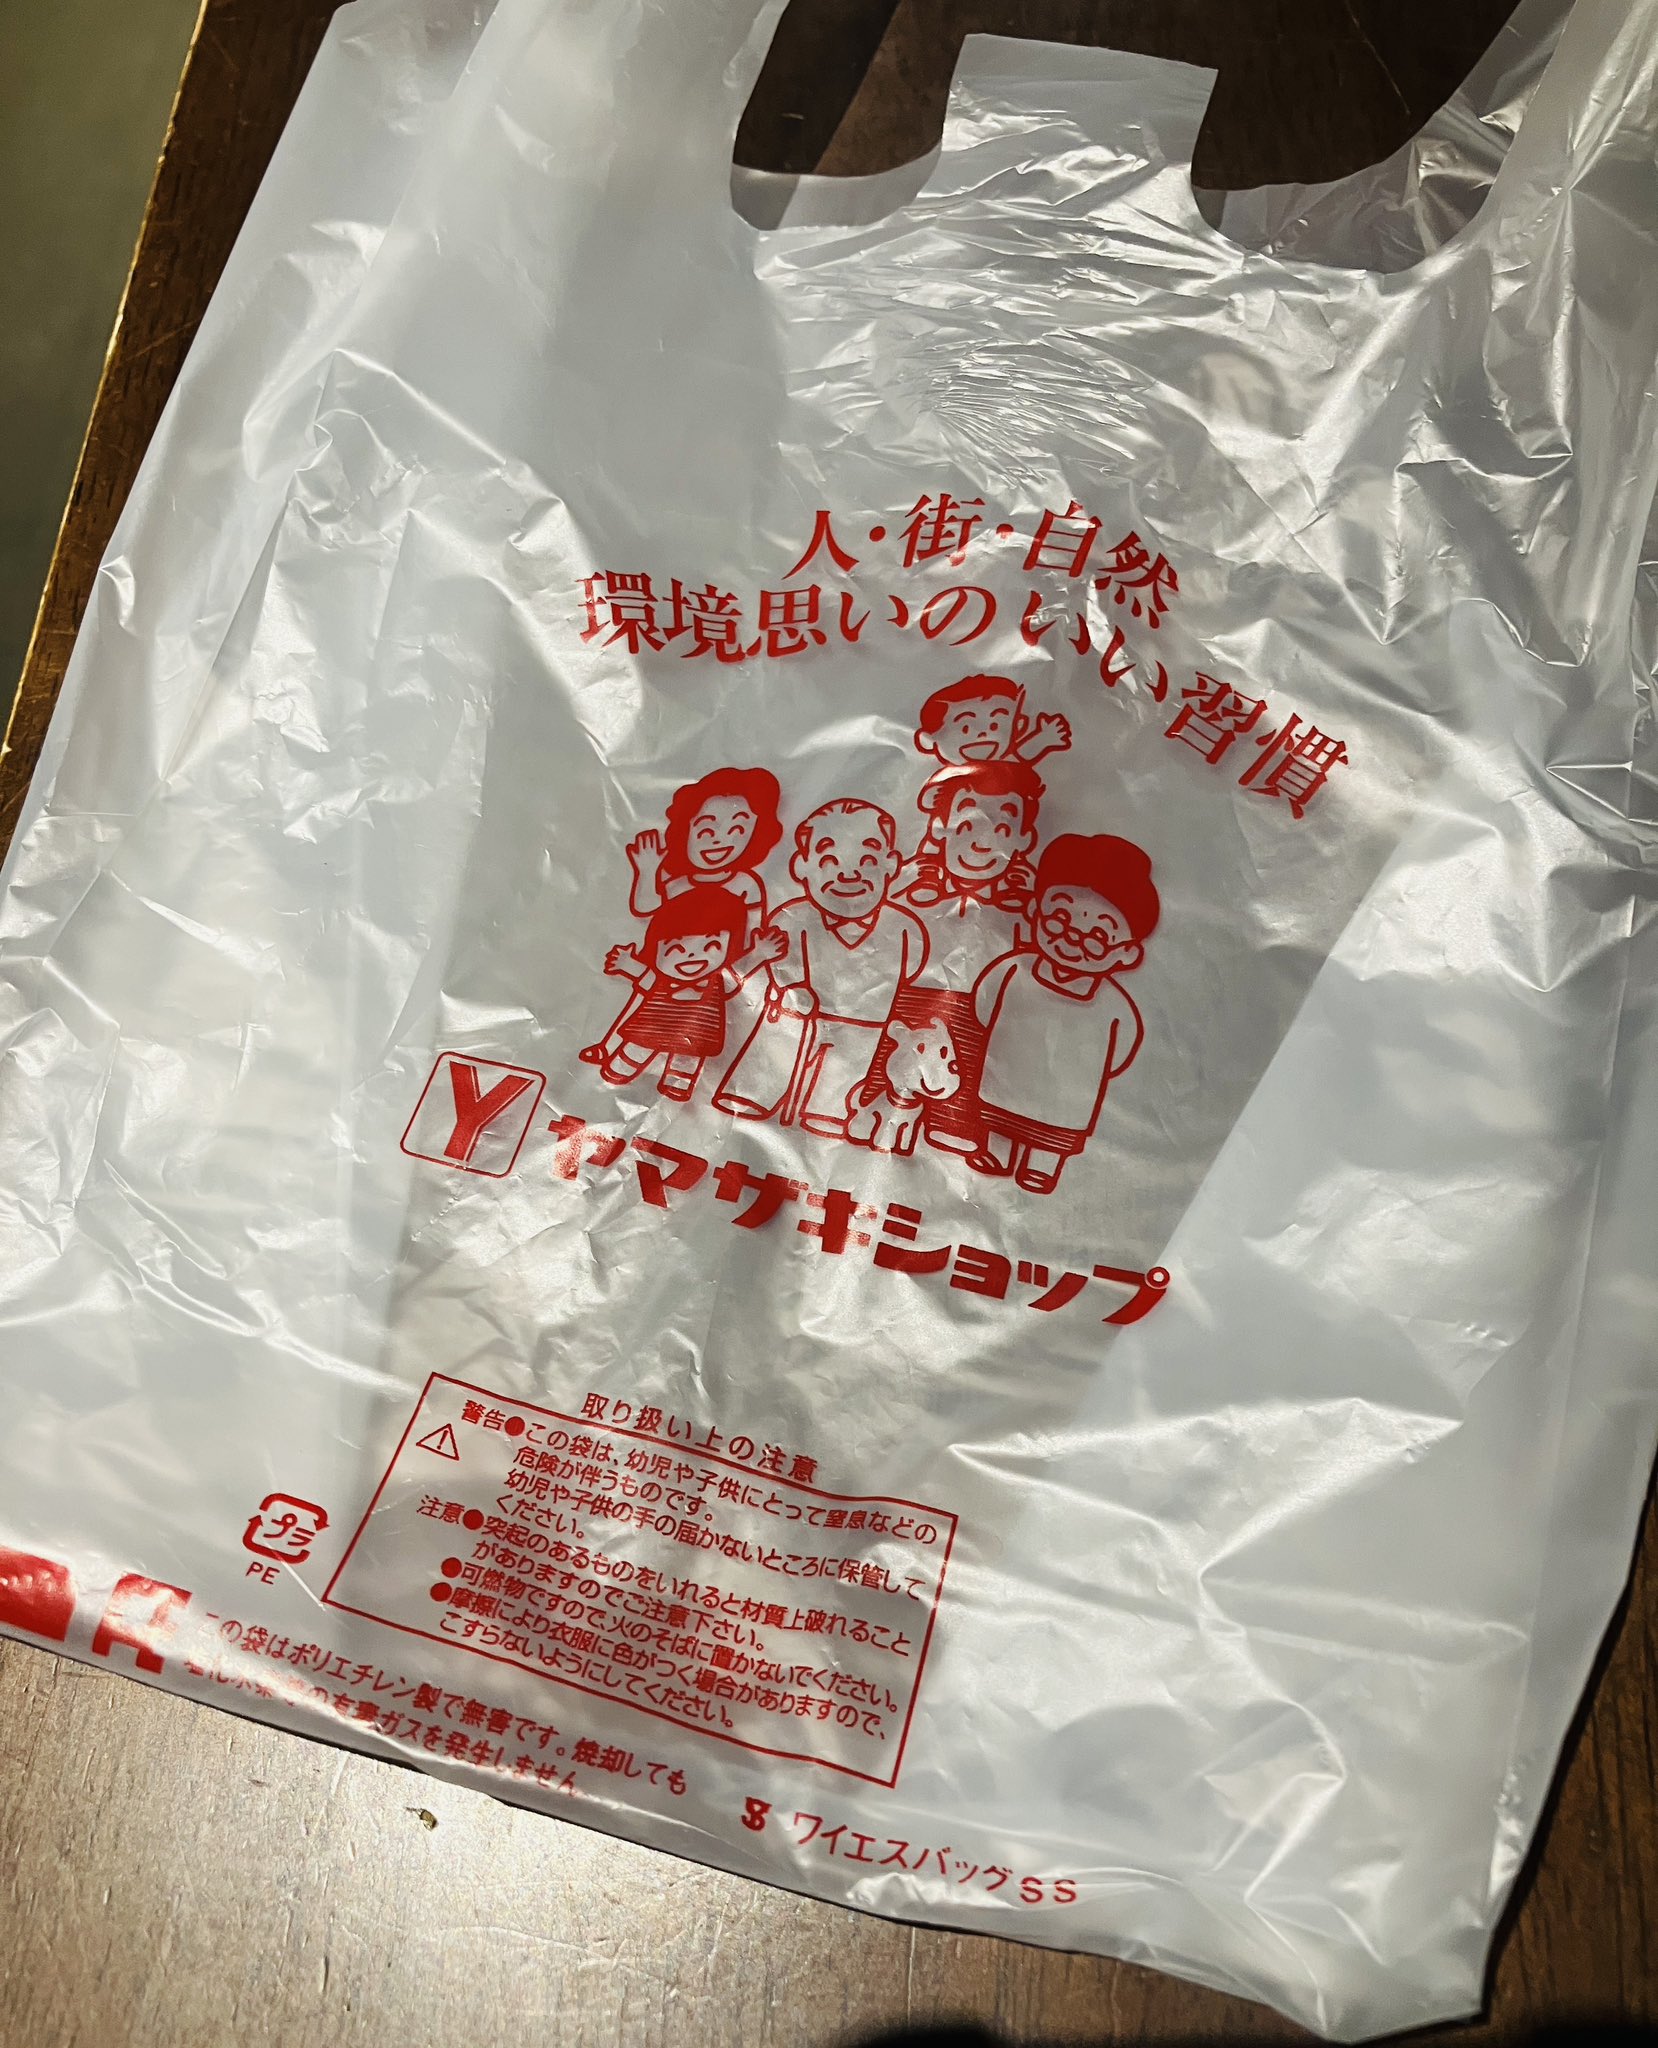 人・街・自然
環境思いのいい習慣
Y ヤマザキショップ
取り扱い上の注意
警告●この袋は、幼児や子供にとって窒息などの
危険が伴うものです。
幼児や子供の手の届かないところに保管して
ください。
注意●突起のあるものをいれると材質上破れること
がありますのでご注意下さい。
●可燃物ですので、火のそばに置かないでください。
●摩擦により衣服に色がつく場合がありますので、
こすらないようにしてください。
プラ
PE
この袋はポリエチレン製で無害です。焼却しても
の有毒ガスを発生しません
ワイエスバッグSS